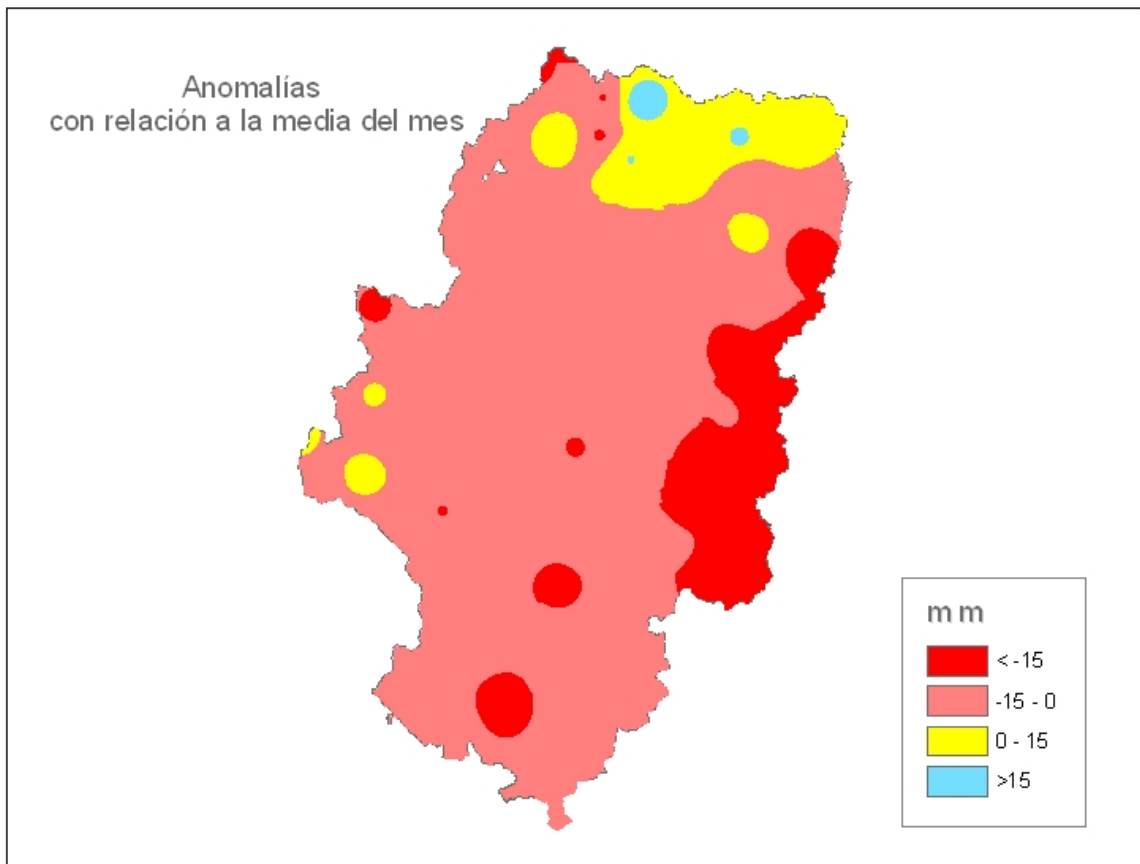 Anomalías
con relación a la media del mes
m m
< -15
-15 - 0
0 - 15
>15